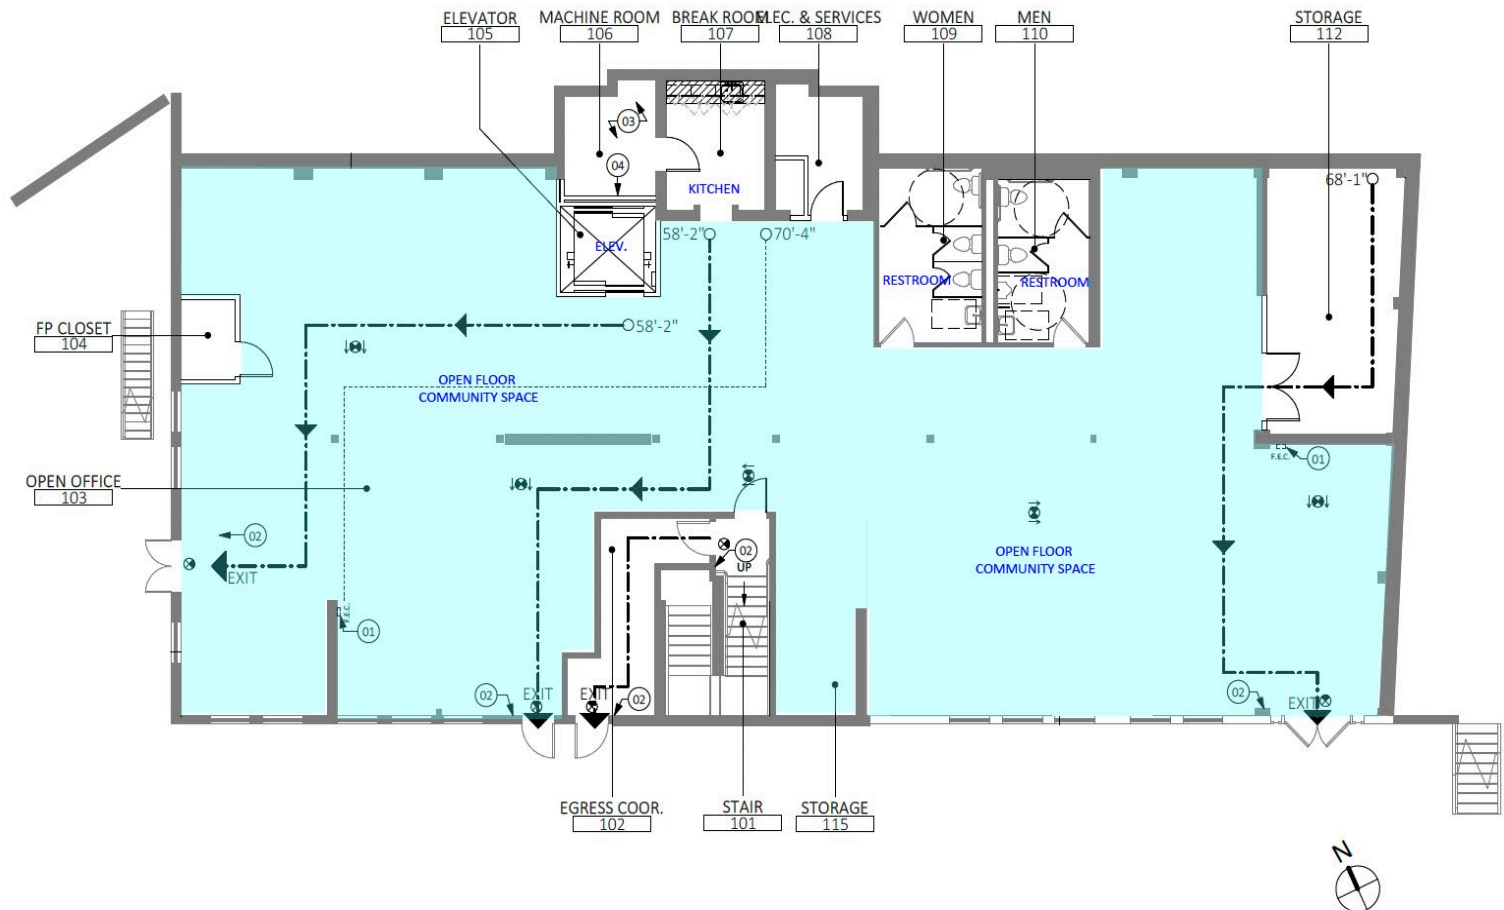 ELEVATOR
105
MACHINE ROOM
106
BREAK ROOM
107
ELEC. & SERVICES
108
WOMEN
109
MEN
110
STORAGE
112
03
04
KITCHEN
68'-1"
58'-2"
70'-4"
ELEV.
RESTROOM
RESTROOM
FP CLOSET
104
58'-2"
OPEN FLOOR
COMMUNITY SPACE
F.E.C.
01
OPEN OFFICE
103
02
EXIT
02
UP
OPEN FLOOR
COMMUNITY SPACE
F.E.C.
01
02
EXIT
EXIT
02
02
EXIT
EGRESS COOR.
102
STAIR
101
STORAGE
115
N